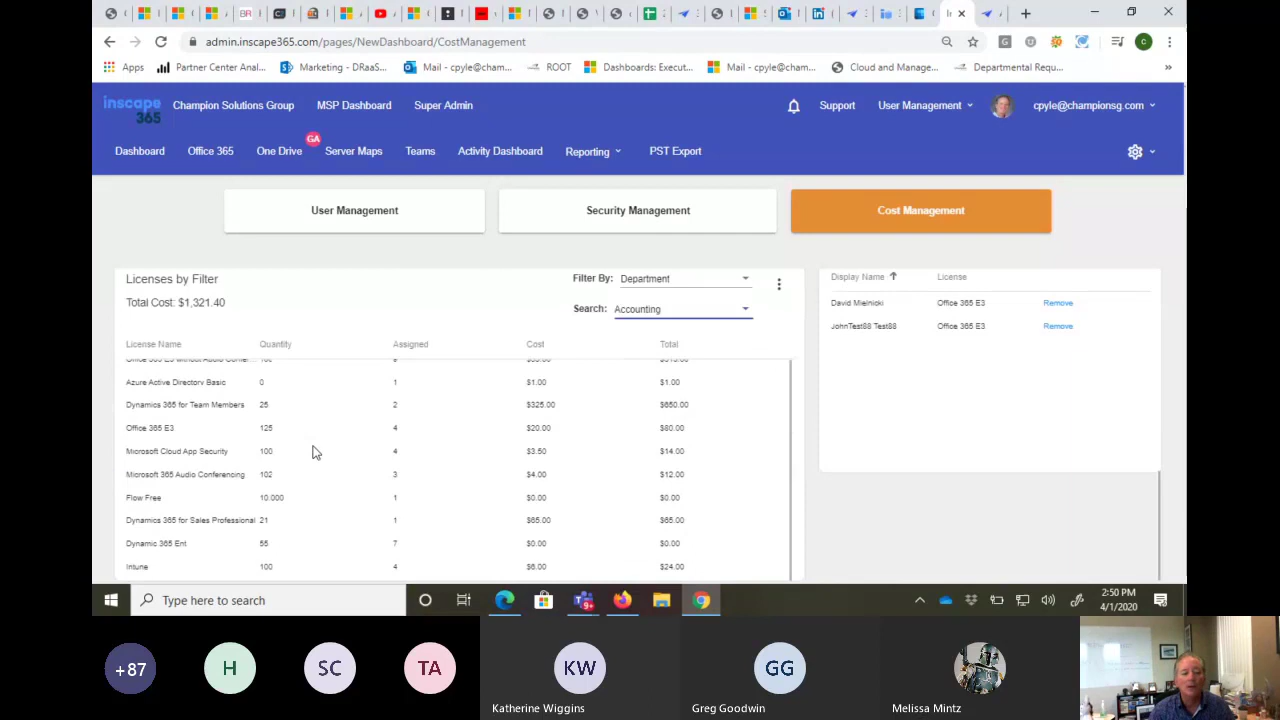 admin.inscape365.com/pages/NewDashboard/CostManagement
Apps Partner Center Anal... Marketing - DRaaS... Mail - cpyle@cham... ROOT Dashboards: Execut... Mail - cpyle@cham... Cloud and Manage... Departmental Requ... »
inscape 365 Champion Solutions Group MSP Dashboard Super Admin Support User Management cpyle@championsg.com
Dashboard Office 365 One Drive GA Server Maps Teams Activity Dashboard Reporting PST Export
User Management Security Management Cost Management
Licenses by Filter
Total Cost: $1,321.40
Filter By: Department
Search: Accounting
License Name Quantity Assigned Cost Total
Azure Active Directory Basic 0 1 $1.00 $1.00
Dynamics 365 for Team Members 25 2 $325.00 $650.00
Office 365 E3 125 4 $20.00 $80.00
Microsoft Cloud App Security 100 4 $3.50 $14.00
Microsoft 365 Audio Conferencing 102 3 $4.00 $12.00
Flow Free 10.000 1 $0.00 $0.00
Dynamics 365 for Sales Professional 21 1 $65.00 $65.00
Dynamic 365 Ent 55 7 $0.00 $0.00
Intune 100 4 $6.00 $24.00
Display Name License
David Mielnicki Office 365 E3 Remove
JohnTest88 Test88 Office 365 E3 Remove
Type here to search
9+
2:50 PM
4/1/2020
+87 H SC TA KW GG
Katherine Wiggins Greg Goodwin Melissa Mintz